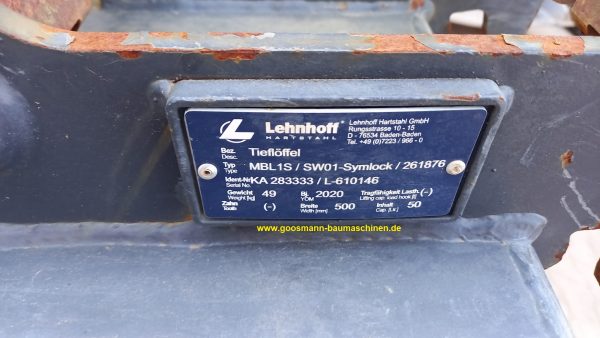 Lehnhoff
HARTSTAHL
Lehnhoff Hartstahl GmbH
Rungsstrasse 10 - 15
D - 76534 Baden-Baden
Tel. +49 (0)7223 / 966 - 0
Bez. Tieflöffel
Desc.
Typ MBL1S / SW01-Symlock / 261876
Type
Ident-Nr KA 283333 / L-610146
Serial No.
Gewicht 49 Bj. 2020 Tragfähigkeit Lasth. (-)
Weight [kg] YOM Lifting cap. load hook [t]
Zahn (-) Breite 500 Inhalt 50
Tooth Width [mm] Cap. [Ltr.]
www.goosmann-baumaschinen.de